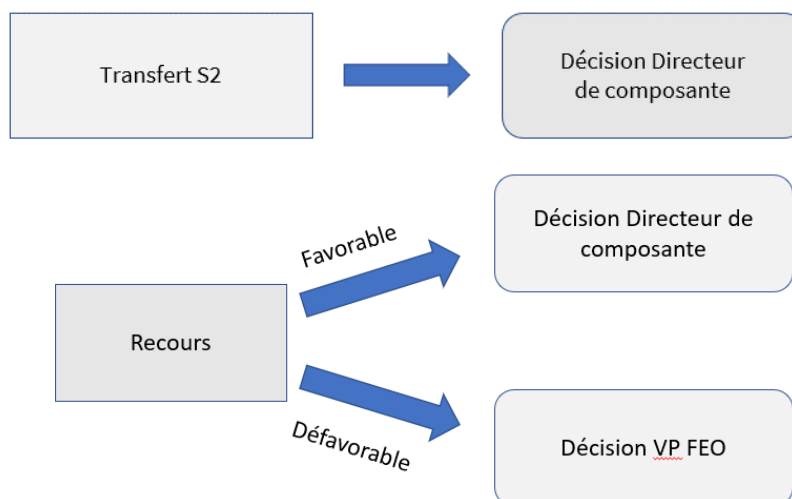 Transfert S2
Décision Directeur
de composante
Décision Directeur de
composante
Favorable
Recours
Défavorable
Décision VP FEO